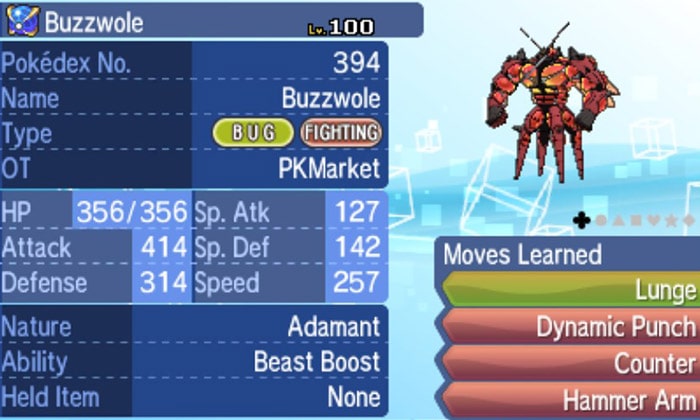 Buzzwole Lv.100
Pokédex No. 394
Name Buzzwole
Type BUG FIGHTING
OT PKMarket
HP 356/356 Sp. Atk 127
Attack 414 Sp. Def 142
Defense 314 Speed 257
Nature Adamant
Ability Beast Boost
Held Item None
Moves Learned
Lunge
Dynamic Punch
Counter
Hammer Arm